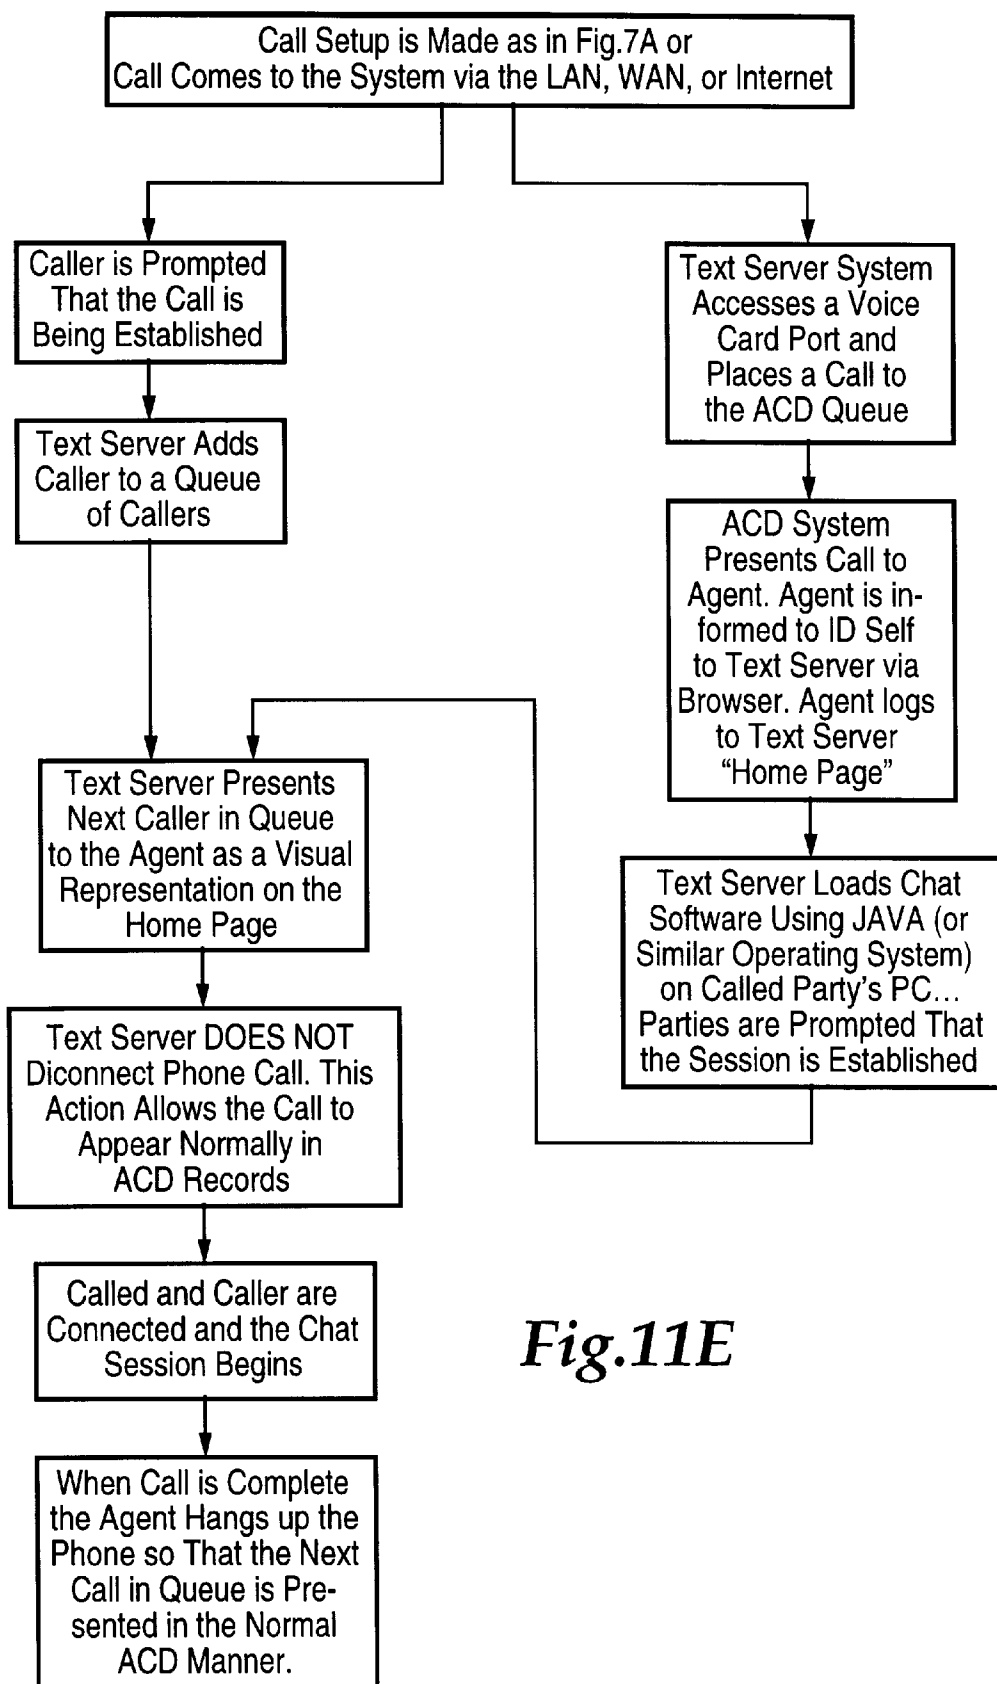 Call Setup is Made as in Fig.7A or
Call Comes to the System via the LAN, WAN, or Internet
Caller is Prompted
That the Call is
Being Established
Text Server Adds
Caller to a Queue
of Callers
Text Server System
Accesses a Voice
Card Port and
Places a Call to
the ACD Queue
ACD System
Presents Call to
Agent. Agent is in-
formed to ID Self
to Text Server via
Browser. Agent logs
to Text Server
“Home Page”
Text Server Loads Chat
Software Using JAVA (or
Similar Operating System)
on Called Party's PC...
Parties are Prompted That
the Session is Established
Text Server Presents
Next Caller in Queue
to the Agent as a Visual
Representation on the
Home Page
Text Server DOES NOT
Diconnect Phone Call. This
Action Allows the Call to
Appear Normally in
ACD Records
Called and Caller are
Connected and the Chat
Session Begins
When Call is Complete
the Agent Hangs up the
Phone so That the Next
Call in Queue is Pre-
sented in the Normal
ACD Manner.
Fig.11E